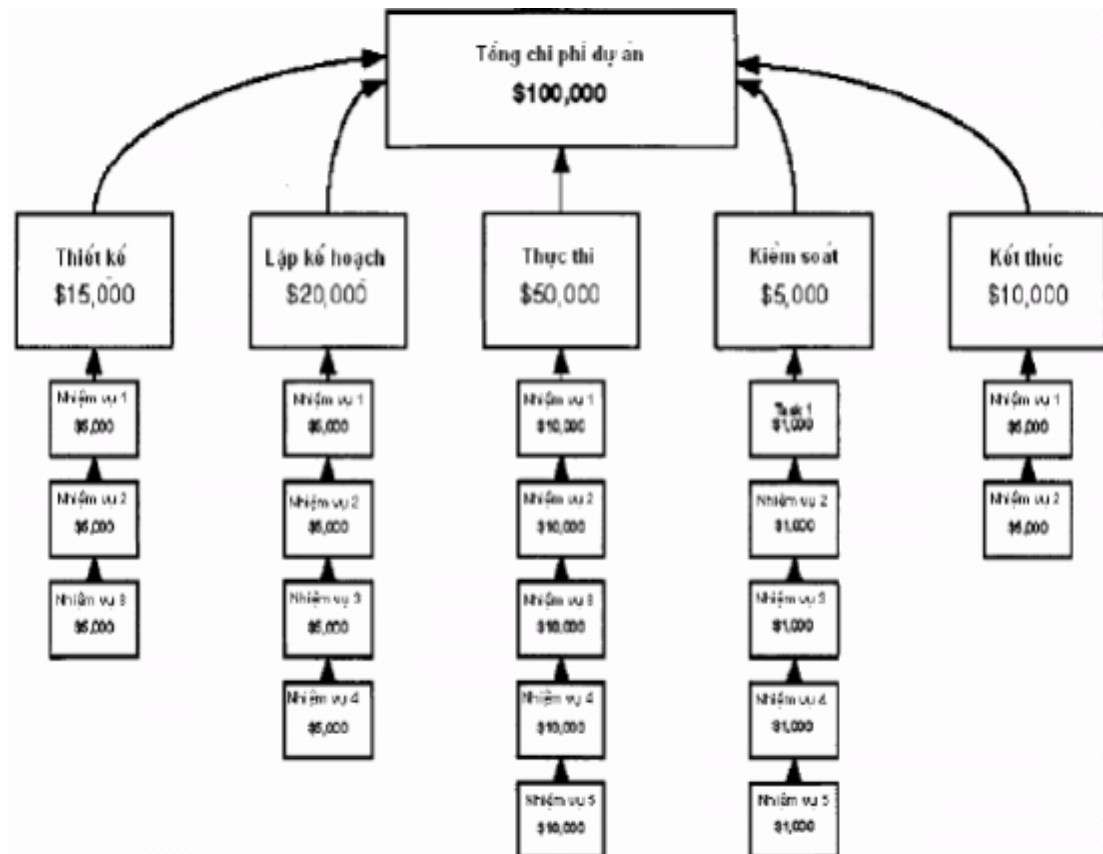 Tổng chi phí dự án
$100,000
Thiết kế
$15,000
Lập kế hoạch
$20,000
Thực thi
$50,000
Kiểm soát
$5,000
Kết thúc
$10,000
Nhiệm vụ 1
$5,000
Nhiệm vụ 2
$5,000
Nhiệm vụ 3
$5,000
Nhiệm vụ 1
$5,000
Nhiệm vụ 2
$5,000
Nhiệm vụ 3
$5,000
Nhiệm vụ 4
$5,000
Nhiệm vụ 1
$10,000
Nhiệm vụ 2
$10,000
Nhiệm vụ 3
$10,000
Nhiệm vụ 4
$10,000
Nhiệm vụ 5
$10,000
Task 1
$1,000
Nhiệm vụ 2
$1,000
Nhiệm vụ 3
$1,000
Nhiệm vụ 4
$1,000
Nhiệm vụ 5
$1,000
Nhiệm vụ 1
$5,000
Nhiệm vụ 2
$5,000